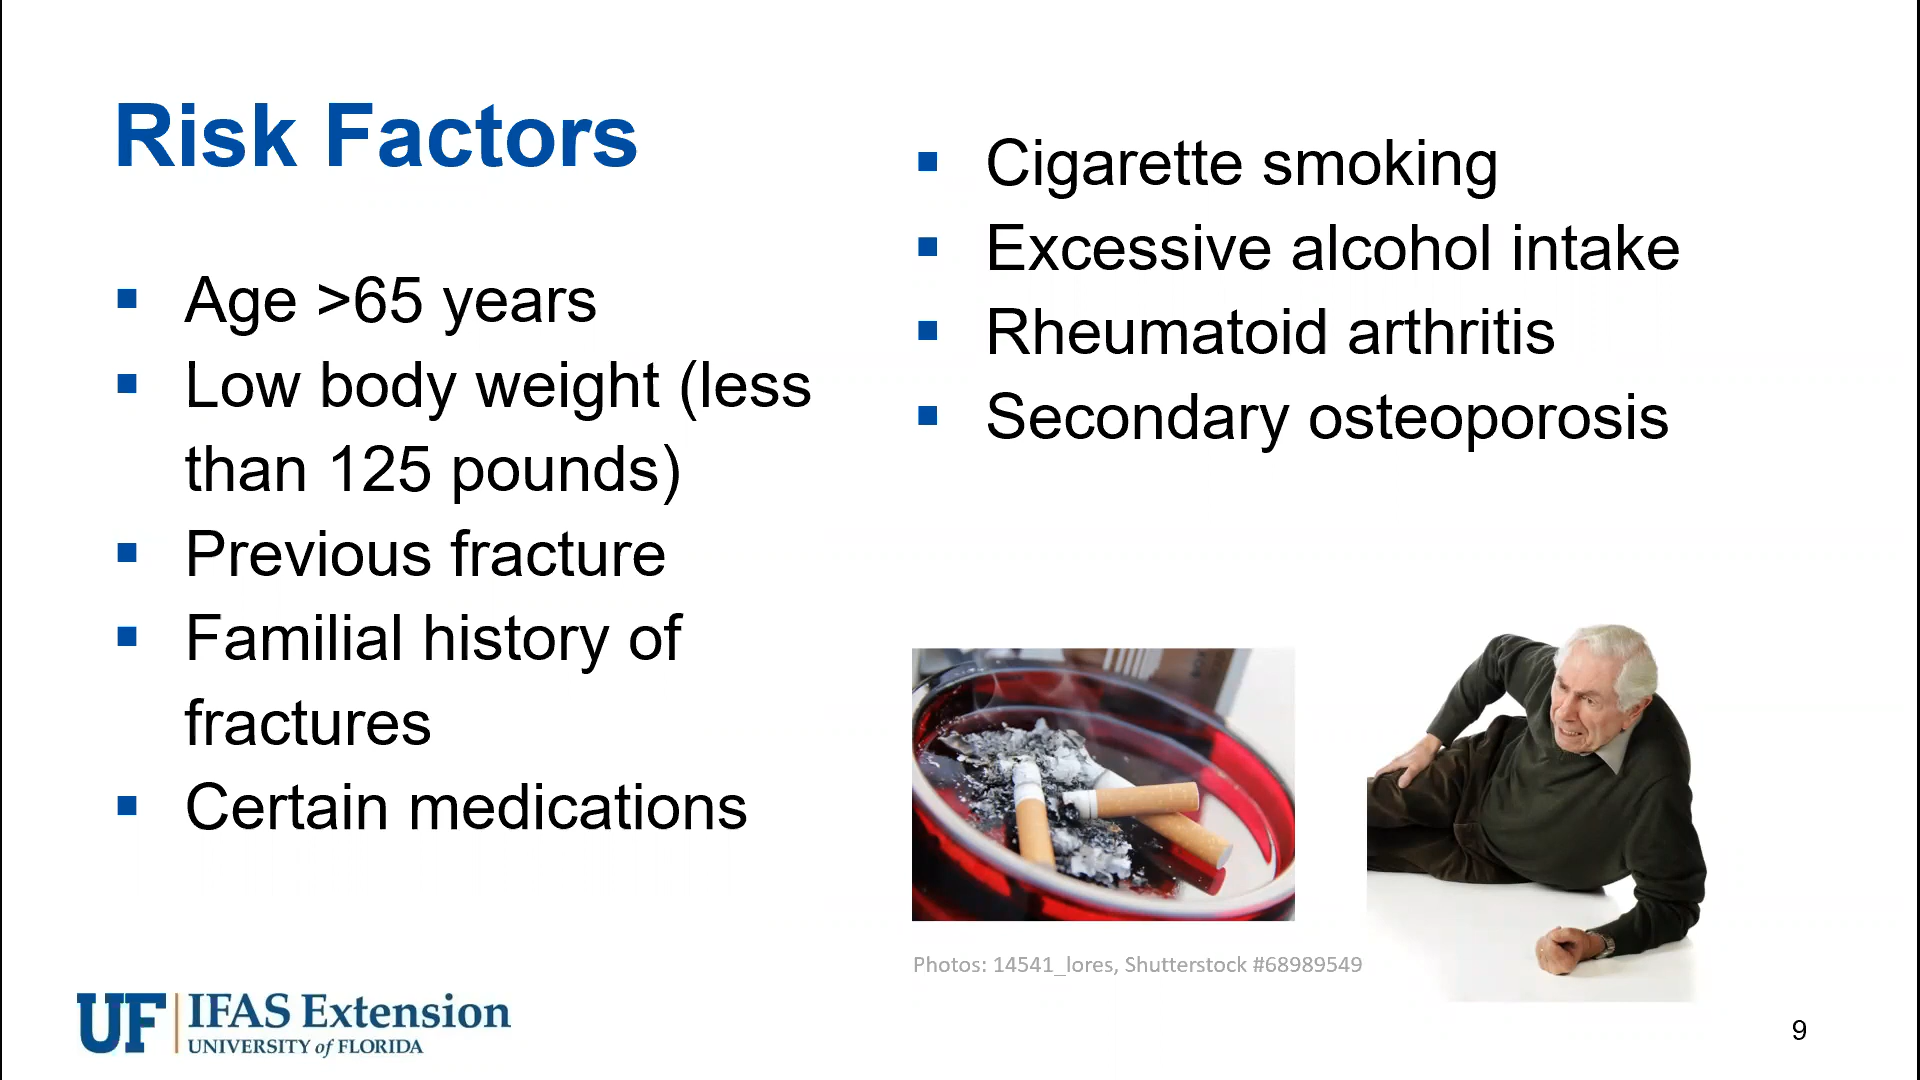 Risk Factors
Age >65 years
Low body weight (less
than 125 pounds)
Previous fracture
Familial history of
fractures
Certain medications
Cigarette smoking
Excessive alcohol intake
Rheumatoid arthritis
Secondary osteoporosis
Photos: 14541_lores, Shutterstock #68989549
UF IFAS Extension
UNIVERSITY of FLORIDA
9